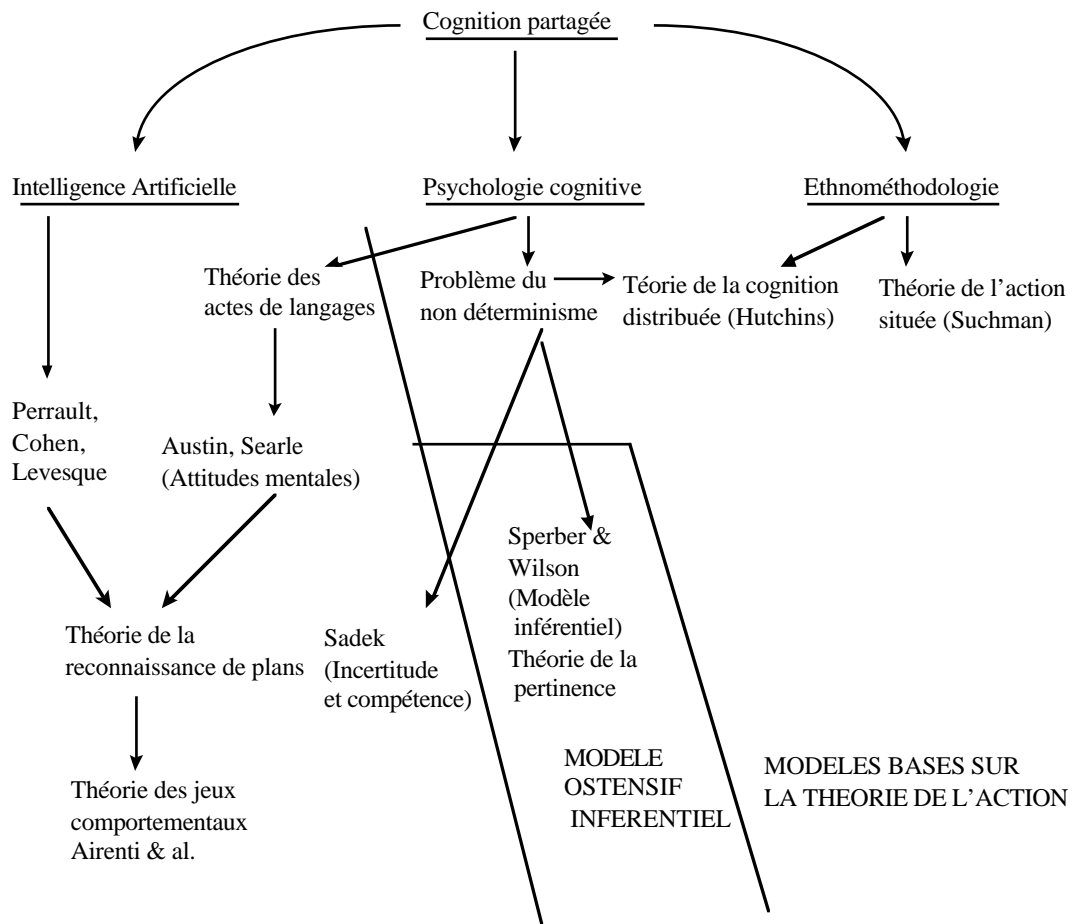 Cognition partagée
Intelligence Artificielle
Psychologie cognitive
Ethnométhodologie
Théorie des
actes de langages
Problème du
non déterminisme
Téorie de la cognition
distribuée (Hutchins)
Théorie de l’action
située (Suchman)
Perrault,
Cohen,
Levesque
Austin, Searle
(Attitudes mentales)
Sperber &
Wilson
(Modèle
inférentiel)
Théorie de la
pertinence
Théorie de la
reconnaissance de plans
Sadek
(Incertitude
et compétence)
MODELE
OSTENSIF
INFERENTIEL
MODELES BASES SUR
LA THEORIE DE L’ACTION
Théorie des jeux
comportementaux
Airenti & al.